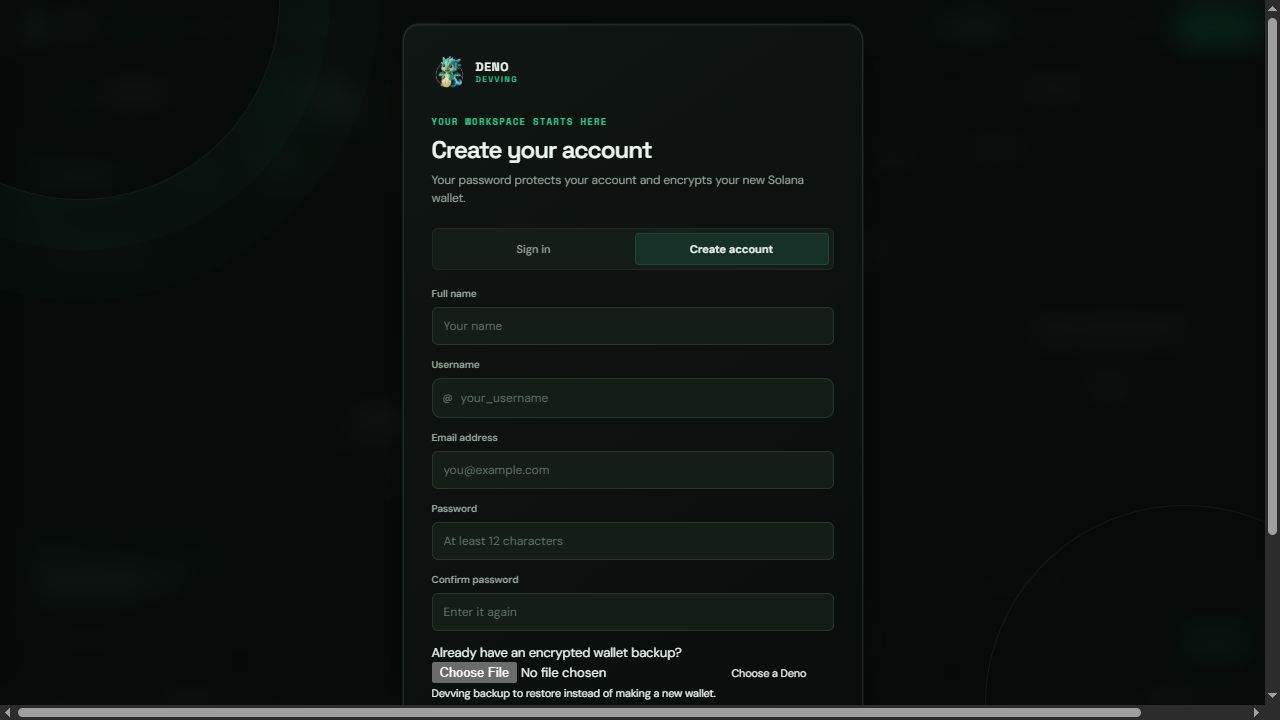 DENO
DEVVING
YOUR WORKSPACE STARTS HERE
Create your account
Your password protects your account and encrypts your new Solana
wallet.
Sign in
Create account
Full name
Your name
Username
@ your_username
Email address
you@example.com
Password
At least 12 characters
Confirm password
Enter it again
Already have an encrypted wallet backup?
Choose File No file chosen Choose a Deno
Devving backup to restore instead of making a new wallet.